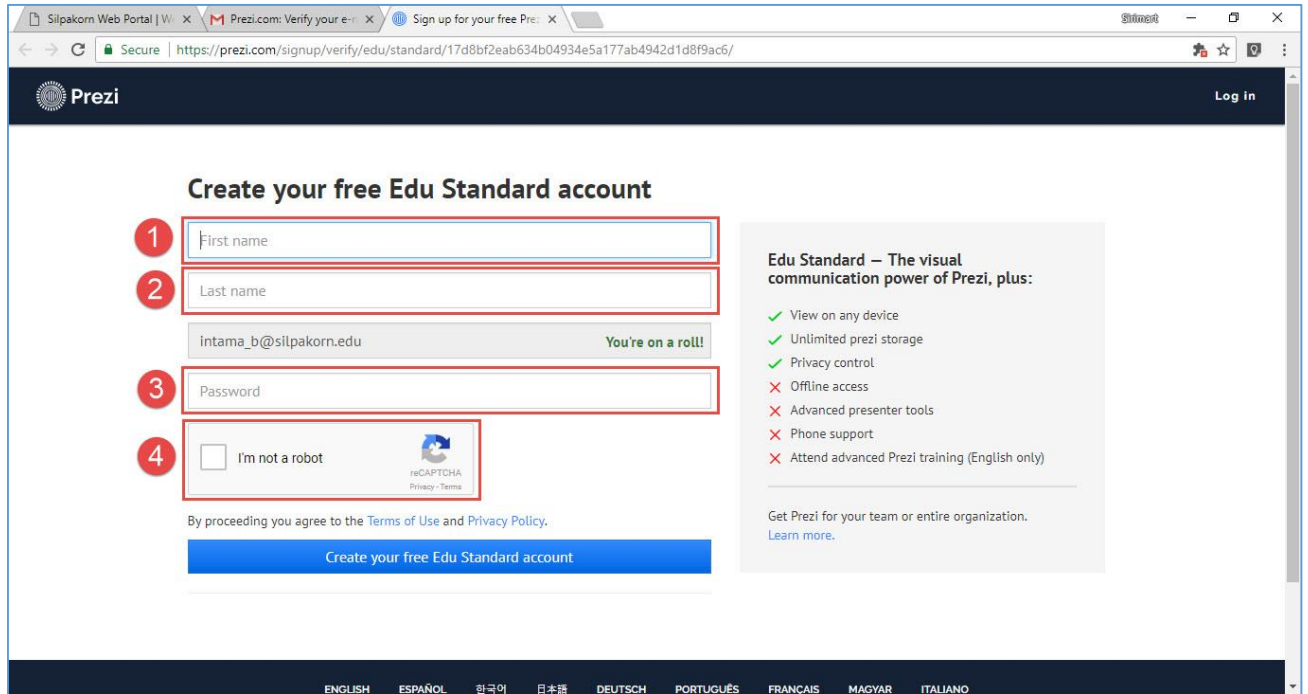 Silpakorn Web Portal | W
Prezi.com: Verify your e-n
Sign up for your free Pre
Secure
https://prezi.com/signup/verify/edu/standard/17d8bf2eab634b04934e5a177ab4942d1d8f9ac6/
Prezi
Log in
Create your free Edu Standard account
1
First name
2
Last name
intama_b@silpakorn.edu
You're on a roll!
3
Password
4
I'm not a robot
reCAPTCHA
Privacy - Terms
By proceeding you agree to the Terms of Use and Privacy Policy.
Create your free Edu Standard account
Edu Standard — The visual
communication power of Prezi, plus:
View on any device
Unlimited prezi storage
Privacy control
Offline access
Advanced presenter tools
Phone support
Attend advanced Prezi training (English only)
Get Prezi for your team or entire organization.
Learn more.
ENGLISH ESPAÑOL 한국어 日本語 DEUTSCH PORTUGUÊS FRANÇAIS MAGYAR ITALIANO